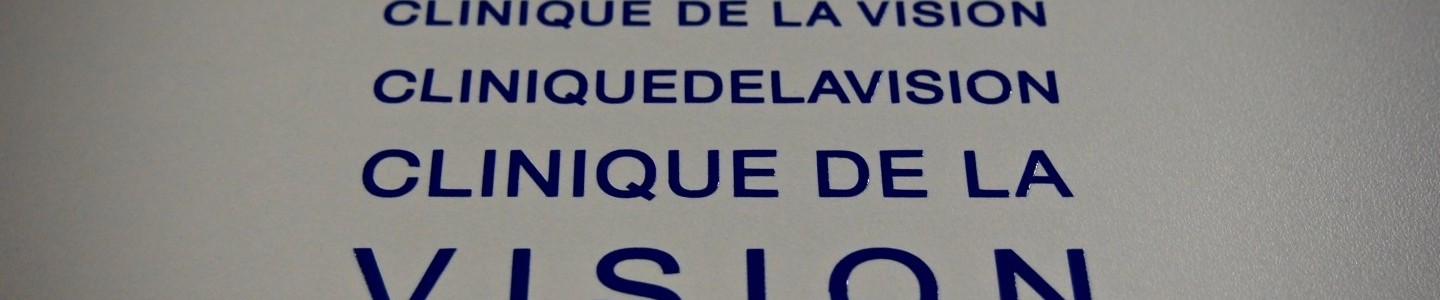 CLINIQUE DE LA VISION
CLINIQUEDELAVISION
CLINIQUE DE LA
VISION